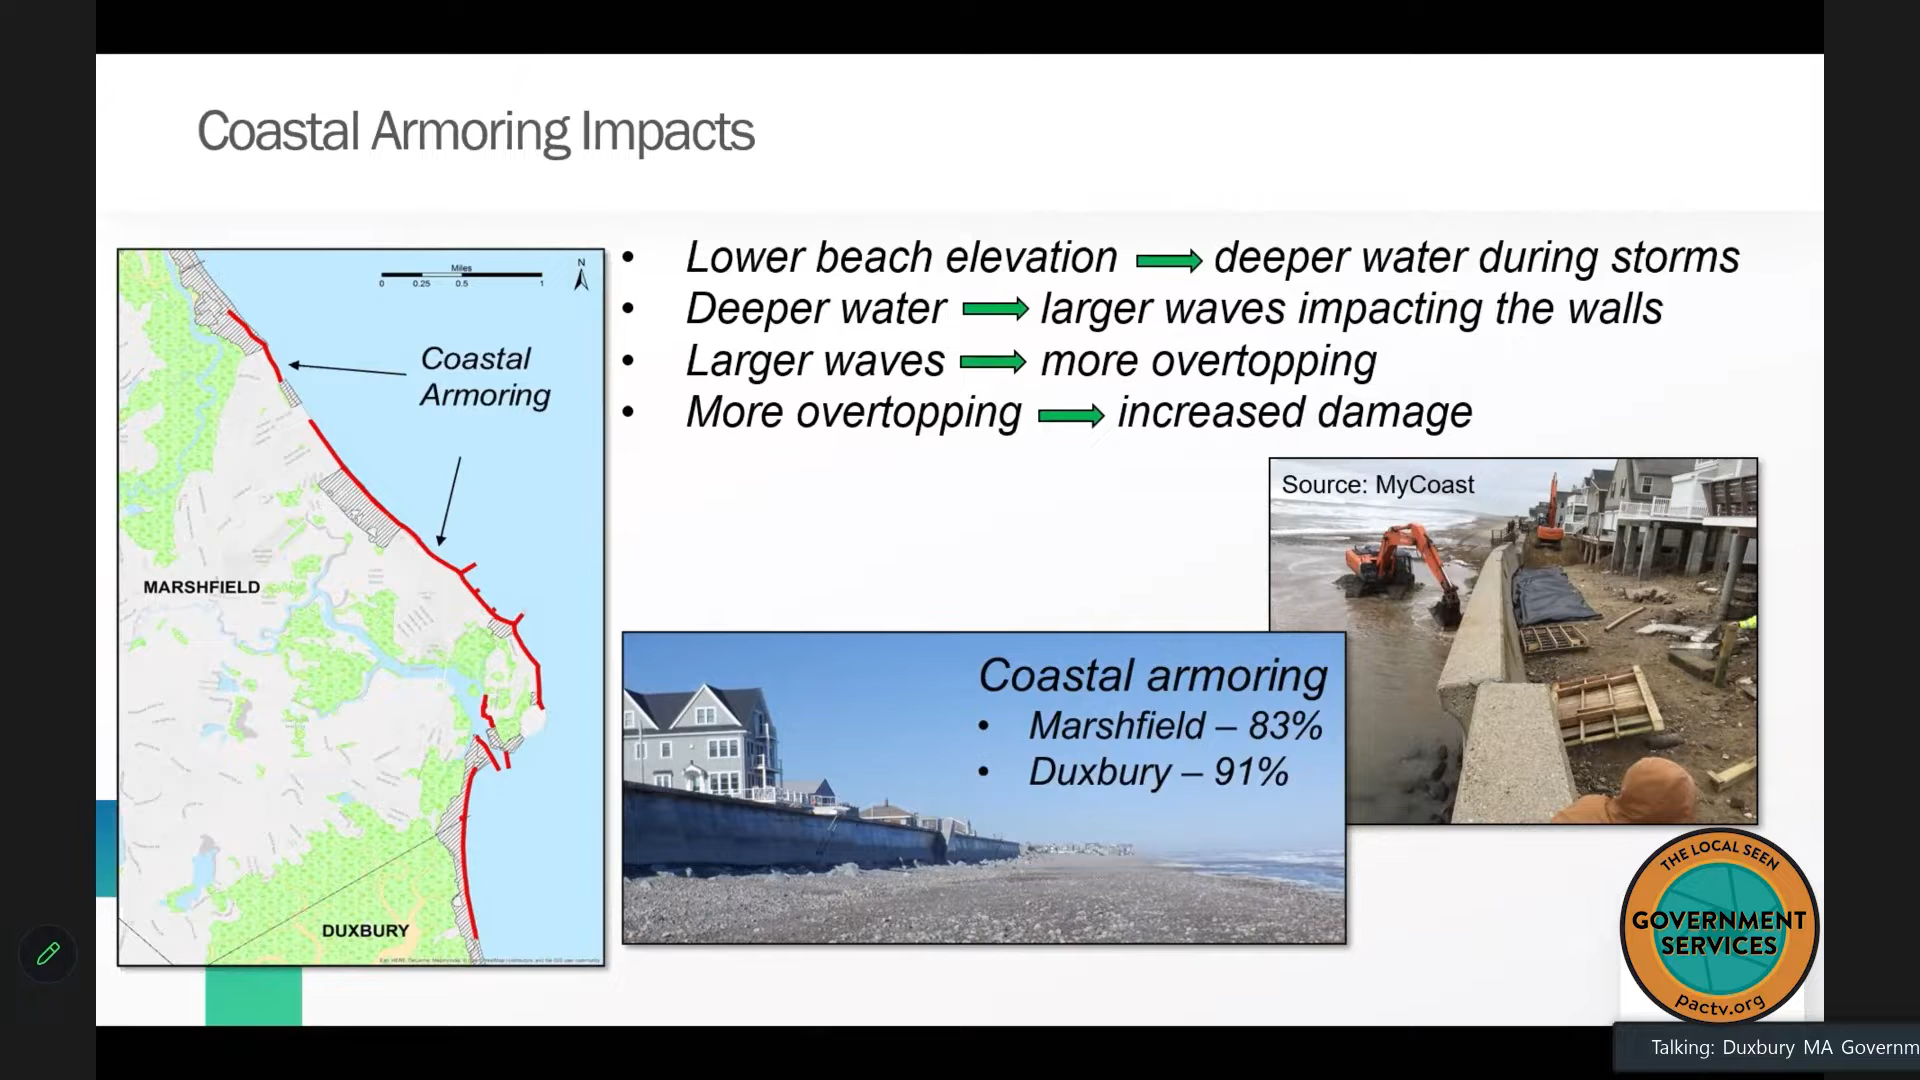 Coastal Armoring Impacts
• Lower beach elevation deeper water during storms
• Deeper water larger waves impacting the walls
• Larger waves more overtopping
• More overtopping increased damage
Miles
0 0.25 0.5 1
N
Coastal
Armoring
MARSHFIELD
DUXBURY
Source: MyCoast
Coastal armoring
• Marshfield – 83%
• Duxbury – 91%
THE LOCAL SEEN
GOVERNMENT
SERVICES
pactv.org
Talking: Duxbury MA Governm